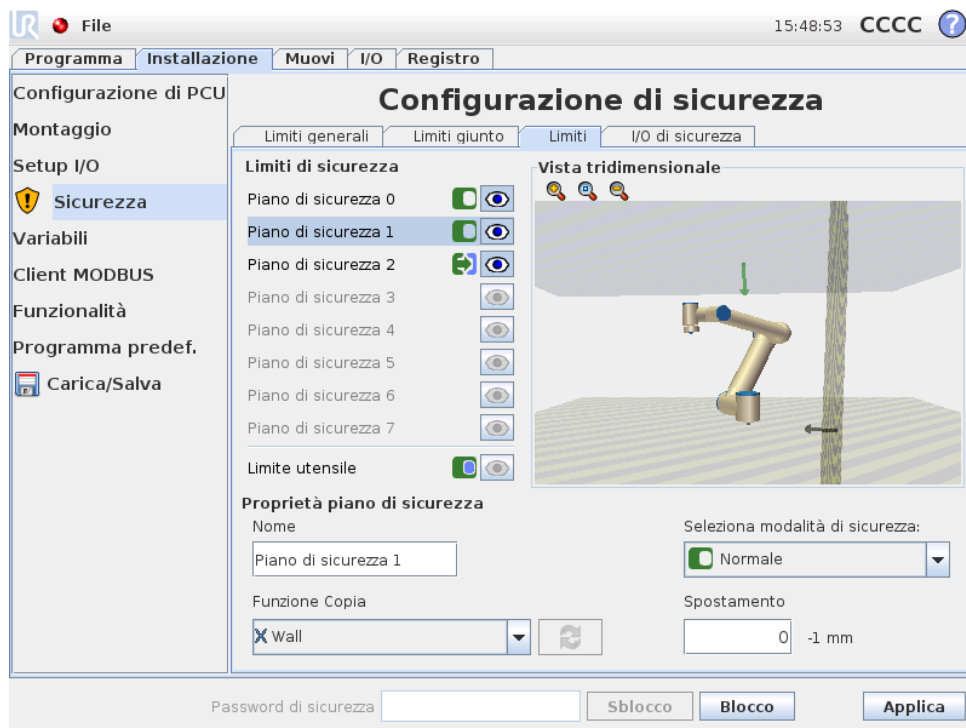 UR File 15:48:53 CCCC ?
Programma Installazione Muovi I/O Registro
Configurazione di PCU
Montaggio
Setup I/O
Sicurezza
Variabili
Client MODBUS
Funzionalità
Programma predef.
Carica/Salva
Configurazione di sicurezza
Limiti generali Limiti giunto Limiti I/O di sicurezza
Limiti di sicurezza
Piano di sicurezza 0
Piano di sicurezza 1
Piano di sicurezza 2
Piano di sicurezza 3
Piano di sicurezza 4
Piano di sicurezza 5
Piano di sicurezza 6
Piano di sicurezza 7
Limite utensile
Vista tridimensionale
Proprietà piano di sicurezza
Nome
Piano di sicurezza 1
Funzione Copia
Wall
Seleziona modalità di sicurezza:
Normale
Spostamento
0 -1 mm
Password di sicurezza Sblocco Blocco Applica